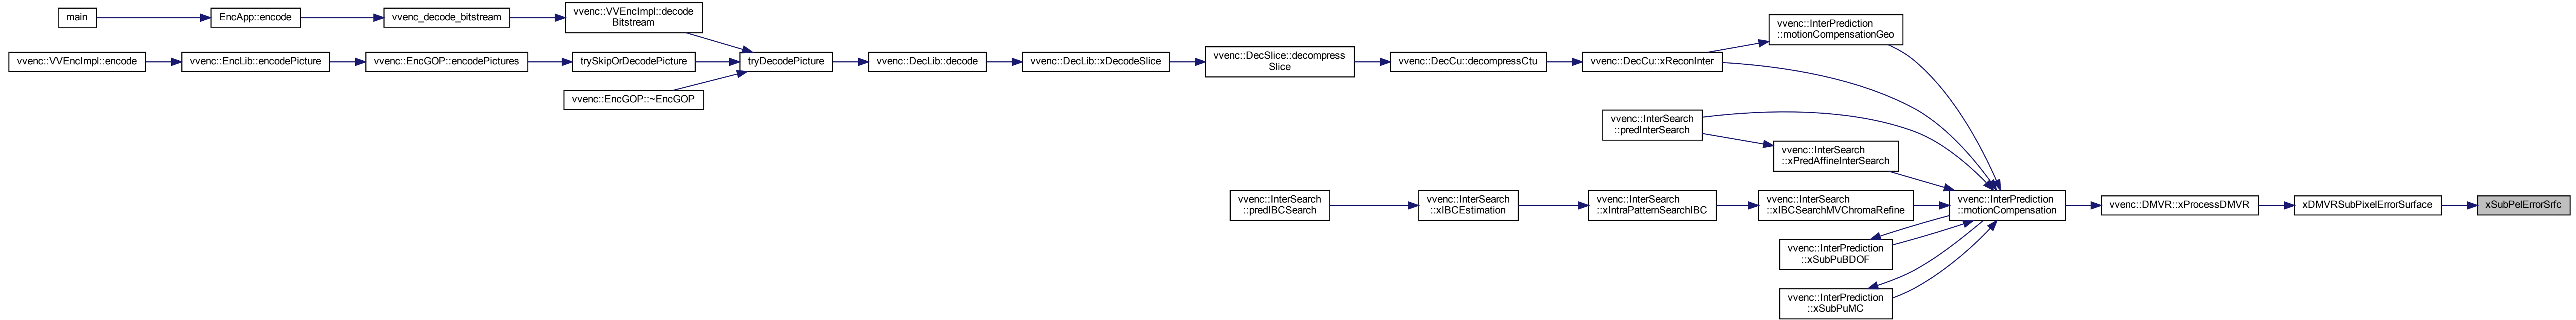 main
EncApp::encode
vvenc_decode_bitstream
vvenc::VVEncImpl::decode
Bitstream
vvenc::VVEncImpl::encode
vvenc::EncLib::encodePicture
vvenc::EncGOP::encodePictures
trySkipOrDecodePicture
vvenc::EncGOP::~EncGOP
tryDecodePicture
vvenc::DecLib::decode
vvenc::DecLib::xDecodeSlice
vvenc::DecSlice::decompress
Slice
vvenc::DecCu::decompressCtu
vvenc::DecCu::xReconInter
vvenc::InterPrediction
::motionCompensationGeo
vvenc::InterSearch
::predInterSearch
vvenc::InterSearch
::xPredAffineInterSearch
vvenc::InterSearch
::predIBCSearch
vvenc::InterSearch
::xIBCEstimation
vvenc::InterSearch
::xIntraPatternSearchIBC
vvenc::InterSearch
::xIBCSearchMVChromaRefine
vvenc::InterPrediction
::xSubPuBDOF
vvenc::InterPrediction
::xSubPuMC
vvenc::InterPrediction
::motionCompensation
vvenc::DMVR::xProcessDMVR
xDMVRSubPixelErrorSurface
xSubPelErrorSrfc